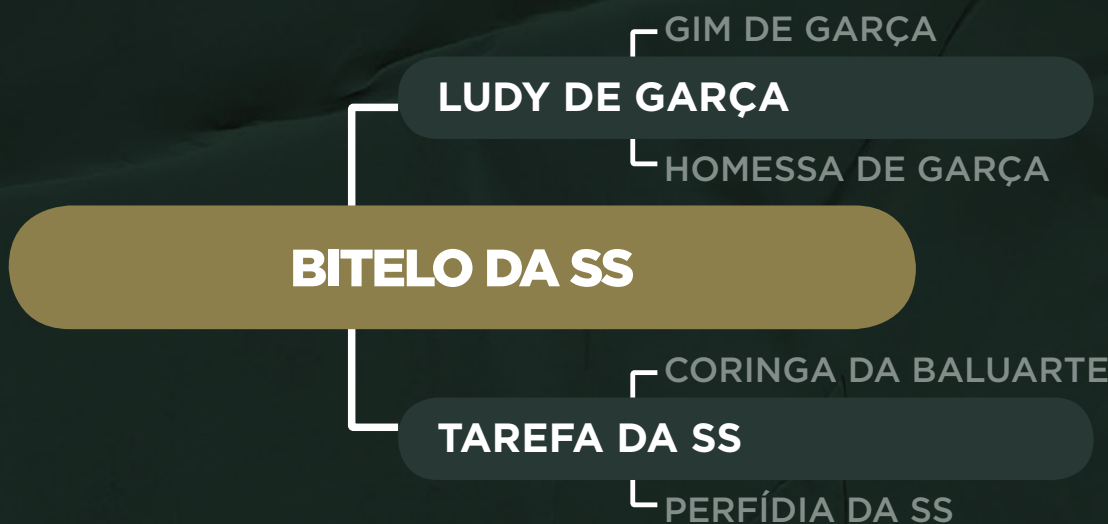 GIM DE GARÇA
LUDY DE GARÇA
HOMESSA DE GARÇA
BITELO DA SS
CORINGA DA BALUARTE
TAREFA DA SS
PERFÍDIA DA SS